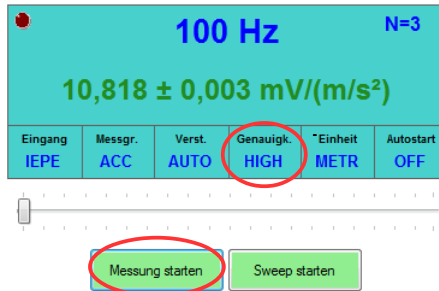 100 Hz N=3
10,818 ± 0,003 mV/(m/s²)
Eingang Messgr. Verst. Genauigk. Einheit Autostart
IEPE ACC AUTO HIGH METR OFF
Messung starten Sweep starten